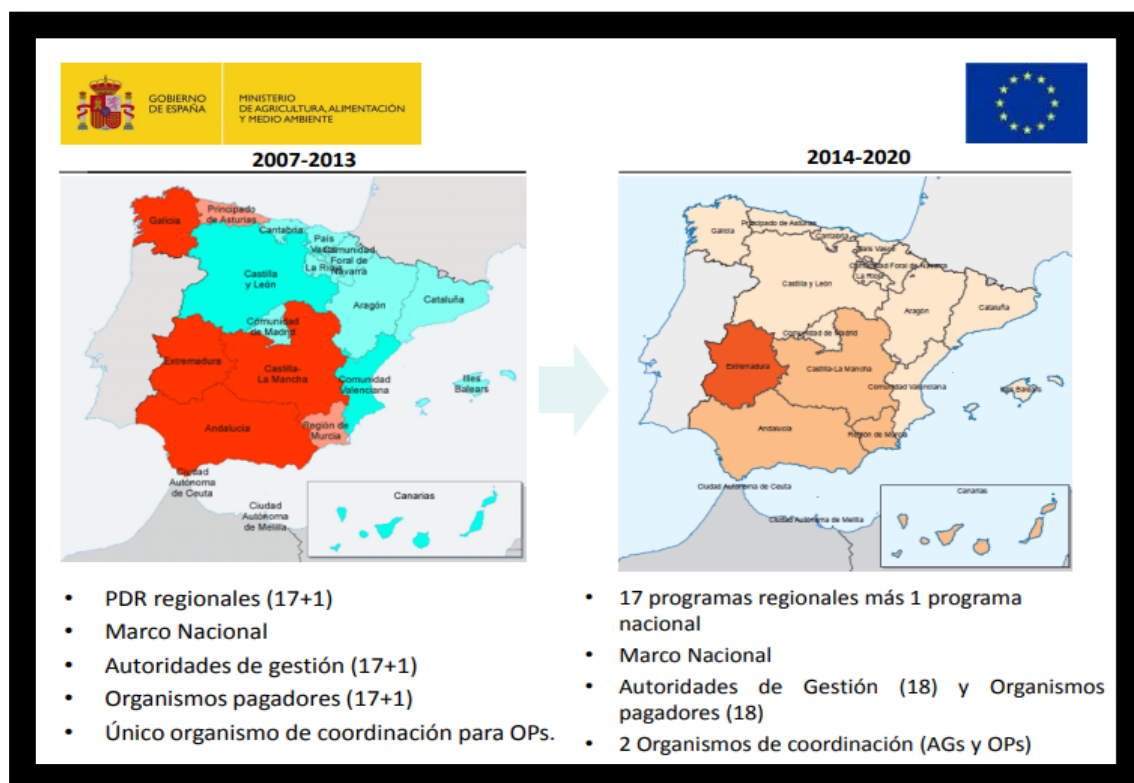 GOBIERNO
DE ESPAÑA
MINISTERIO
DE AGRICULTURA, ALIMENTACIÓN
Y MEDIO AMBIENTE
2007-2013
Galicia
Principado
de Asturias
Cantabria
País
Vasco
Comunidad
Foral de
Navarra
La Rioja
Castilla
y León
Aragón
Cataluña
Comunidad
de Madrid
Extremadura
Castilla-
La Mancha
Comunidad
Valenciana
Illes
Balears
Andalucía
Región de
Murcia
Ciudad
Autónoma
de Ceuta
Ciudad
Autónoma
de Melilla
Canarias
• PDR regionales (17+1)
• Marco Nacional
• Autoridades de gestión (17+1)
• Organismos pagadores (17+1)
• Único organismo de coordinación para OPs.
2014-2020
Galicia
Principado de Asturias
Cantabria
País Vasco
Comunidad Foral de Navarra
La Rioja
Castilla y León
Aragón
Cataluña
Comunidad de Madrid
Extremadura
Castilla-La Mancha
Comunidad Valenciana
Illes Balears
Andalucía
Región de Murcia
Ciudad Autónoma de Ceuta
Ciudad Autónoma de Melilla
Canarias
• 17 programas regionales más 1 programa
nacional
• Marco Nacional
• Autoridades de Gestión (18) y Organismos
pagadores (18)
• 2 Organismos de coordinación (AGs y OPs)